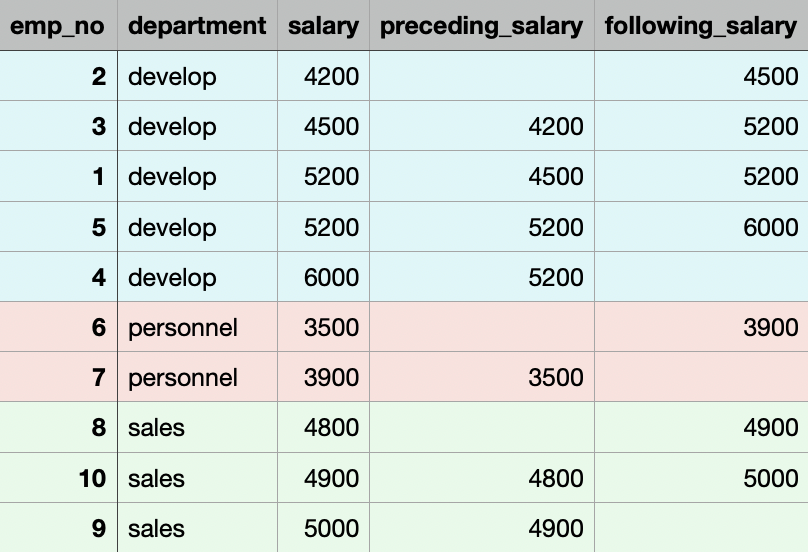 emp_no department salary preceding_salary following_salary
2 develop 4200 4500
3 develop 4500 4200 5200
1 develop 5200 4500 5200
5 develop 5200 5200 6000
4 develop 6000 5200
6 personnel 3500 3900
7 personnel 3900 3500
8 sales 4800 4900
10 sales 4900 4800 5000
9 sales 5000 4900